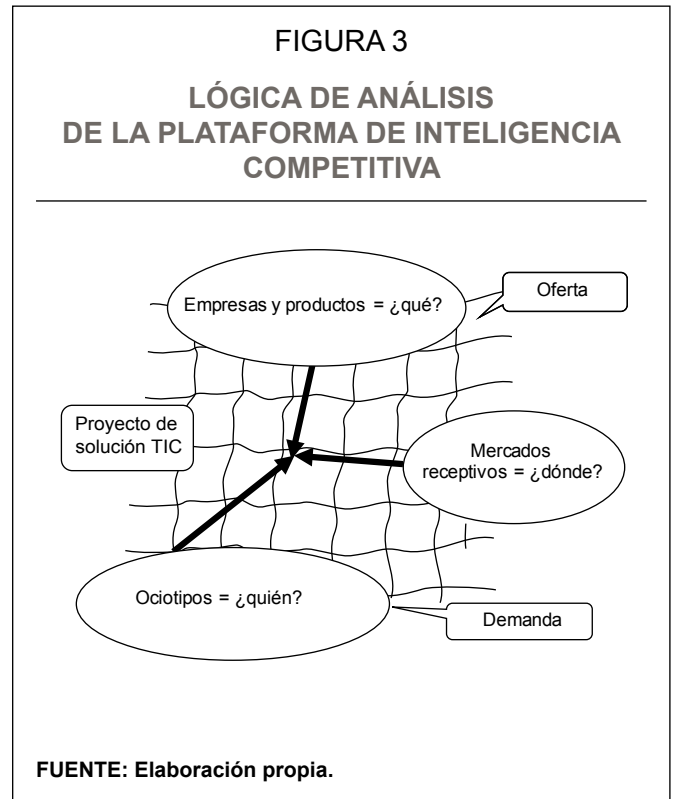 FIGURA 3
LÓGICA DE ANÁLISIS
DE LA PLATAFORMA DE INTELIGENCIA
COMPETITIVA
Empresas y productos = ¿qué?
Oferta
Proyecto de
solución TIC
Mercados
receptivos = ¿dónde?
Ociotipos = ¿quién?
Demanda
FUENTE: Elaboración propia.